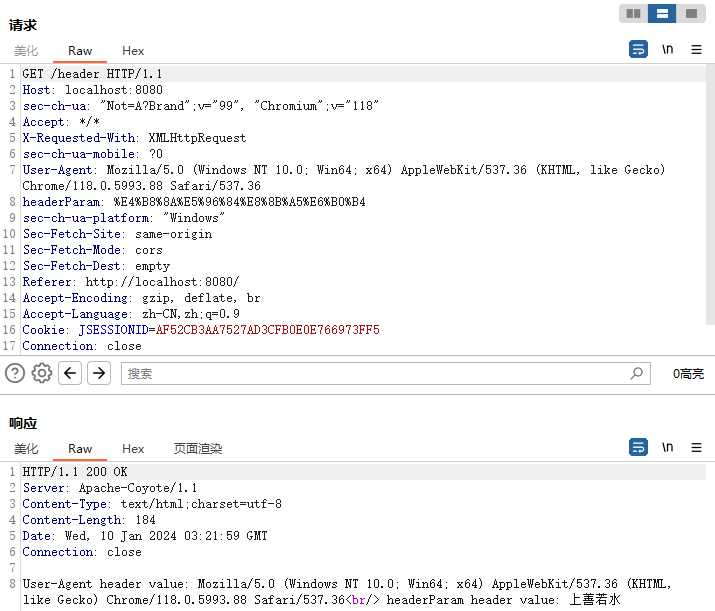 请求
美化 Raw Hex \n
1 GET /header HTTP/1.1
2 Host: localhost:8080
3 sec-ch-ua: "Not=A?Brand";v="99", "Chromium";v="118"
4 Accept: */*
5 X-Requested-With: XMLHttpRequest
6 sec-ch-ua-mobile: ?0
7 User-Agent: Mozilla/5.0 (Windows NT 10.0; Win64; x64) AppleWebKit/537.36 (KHTML, like Gecko)
Chrome/118.0.5993.88 Safari/537.36
8 headerParam: %E4%B8%8A%E5%96%84%E8%8B%A5%E6%B0%B4
9 sec-ch-ua-platform: "Windows"
10 Sec-Fetch-Site: same-origin
11 Sec-Fetch-Mode: cors
12 Sec-Fetch-Dest: empty
13 Referer: http://localhost:8080/
14 Accept-Encoding: gzip, deflate, br
15 Accept-Language: zh-CN,zh;q=0.9
16 Cookie: JSESSIONID=AF52CB3AA7527AD3CFB0E0E766973FF5
17 Connection: close
? 搜索 0高亮
响应
美化 Raw Hex 页面渲染 \n
1 HTTP/1.1 200 OK
2 Server: Apache-Coyote/1.1
3 Content-Type: text/html;charset=utf-8
4 Content-Length: 184
5 Date: Wed, 10 Jan 2024 03:21:59 GMT
6 Connection: close
7
8 User-Agent header value: Mozilla/5.0 (Windows NT 10.0; Win64; x64) AppleWebKit/537.36 (KHTML,
like Gecko) Chrome/118.0.5993.88 Safari/537.36<br/> headerParam header value: 上善若水